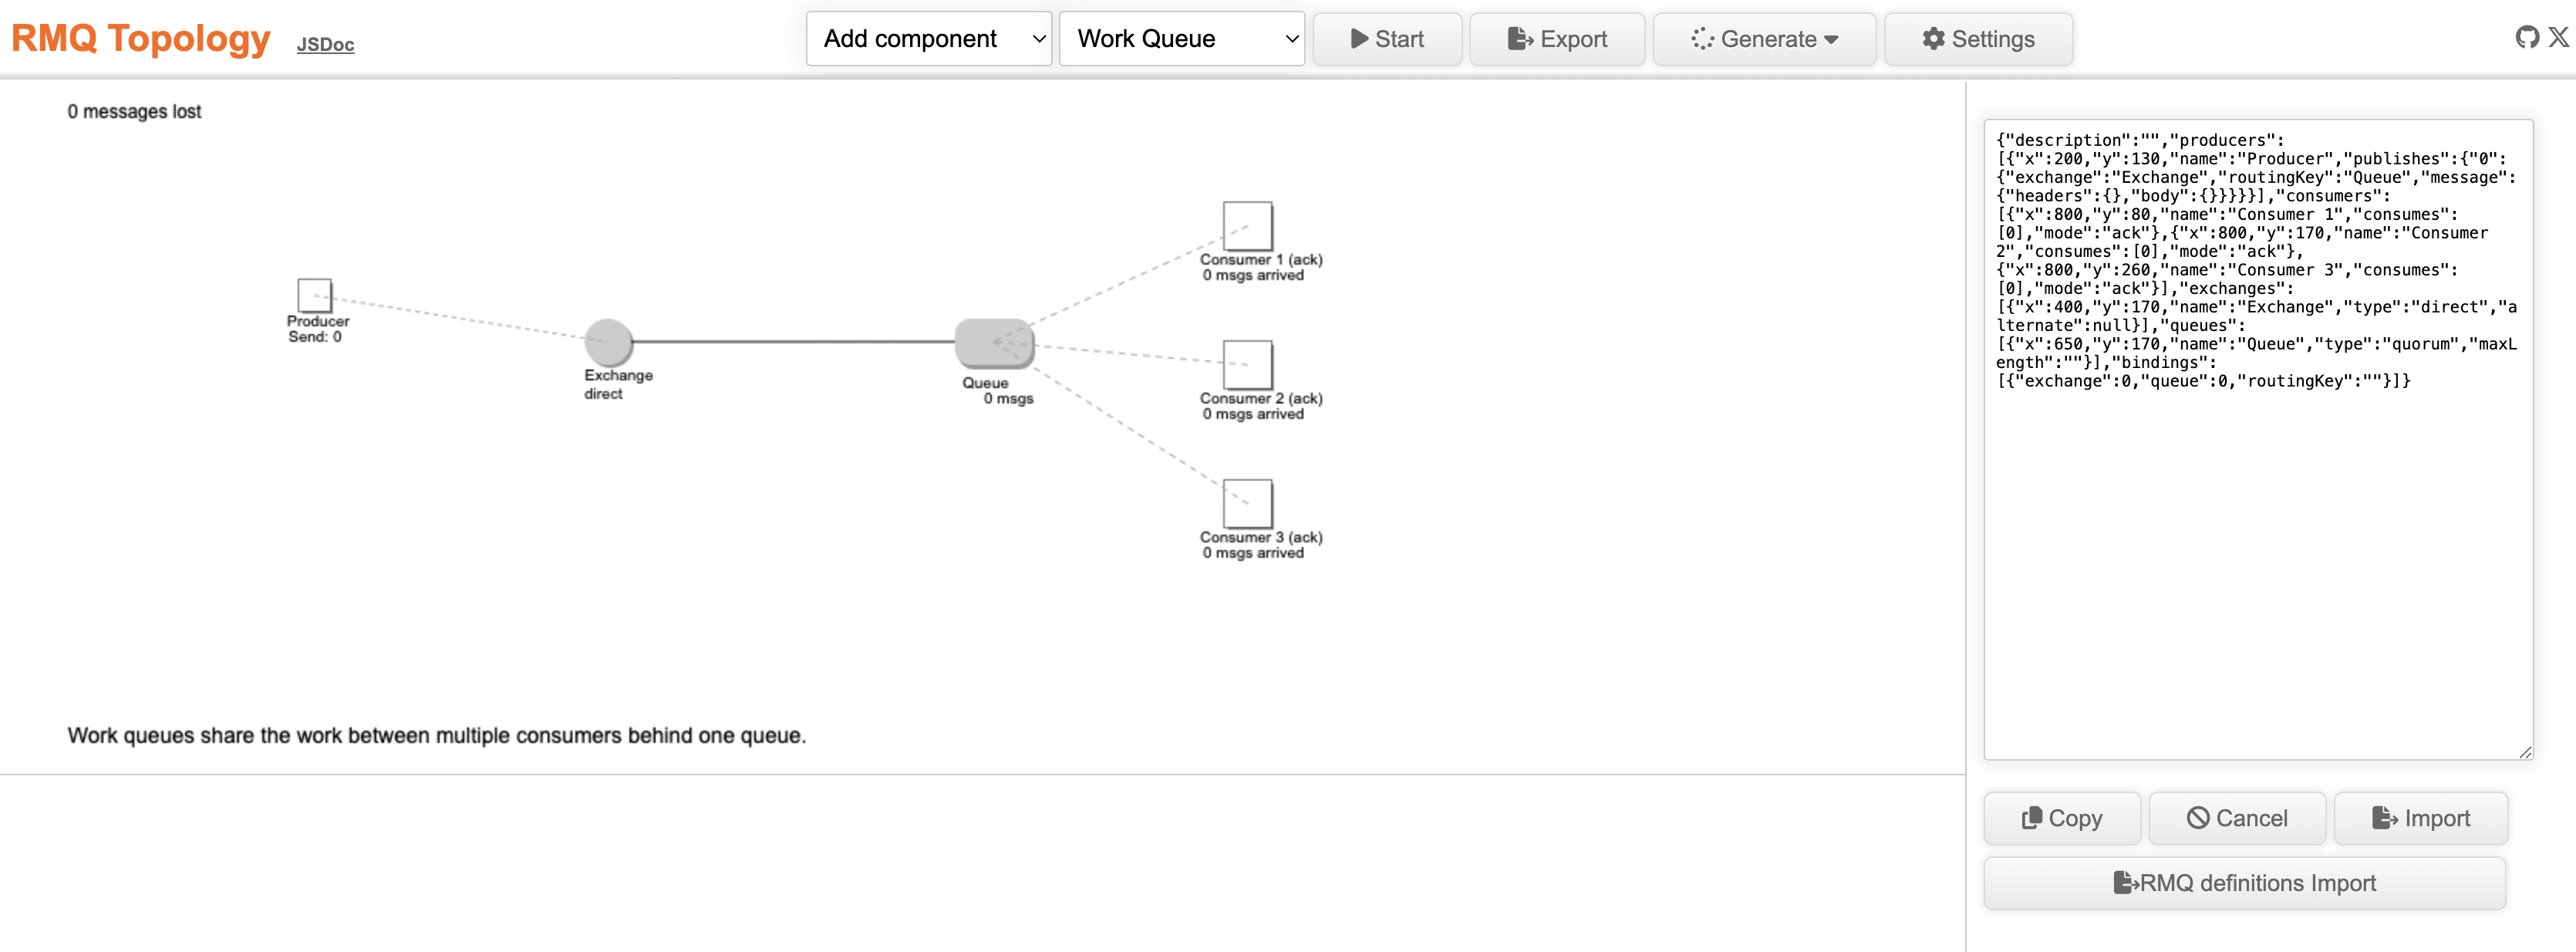 RMQ Topology JSDoc Add component Work Queue Start Export Generate Settings
0 messages lost
Producer
Send: 0
Exchange
direct
Queue
0 msgs
Consumer 1 (ack)
0 msgs arrived
Consumer 2 (ack)
0 msgs arrived
Consumer 3 (ack)
0 msgs arrived
Work queues share the work between multiple consumers behind one queue.
{"description":"","producers":
[{"x":200,"y":130,"name":"Producer","publishes":{"0":
{"exchange":"Exchange","routingKey":"Queue","message":
{"headers":{},"body":{}}}}}],"consumers":
[{"x":800,"y":80,"name":"Consumer 1","consumes":
[0],"mode":"ack"},{"x":800,"y":170,"name":"Consumer
2","consumes":[0],"mode":"ack"},
{"x":800,"y":260,"name":"Consumer 3","consumes":
[0],"mode":"ack"}],"exchanges":
[{"x":400,"y":170,"name":"Exchange","type":"direct","a
lternate":null}],"queues":
[{"x":650,"y":170,"name":"Queue","type":"quorum","maxL
ength":""}],"bindings":
[{"exchange":0,"queue":0,"routingKey":""}]}
Copy Cancel Import
RMQ definitions Import